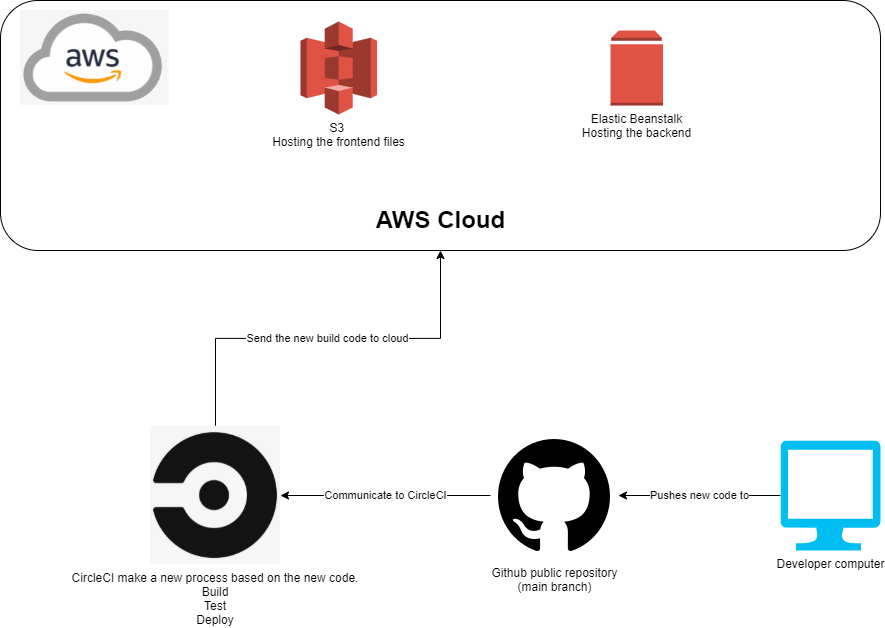 aws
S3
Hosting the frontend files
Elastic Beanstalk
Hosting the backend
AWS Cloud
Send the new build code to cloud
Communicate to CircleCI
Pushes new code to
CircleCI make a new process based on the new code.
Build
Test
Deploy
Github public repository
(main branch)
Developer computer